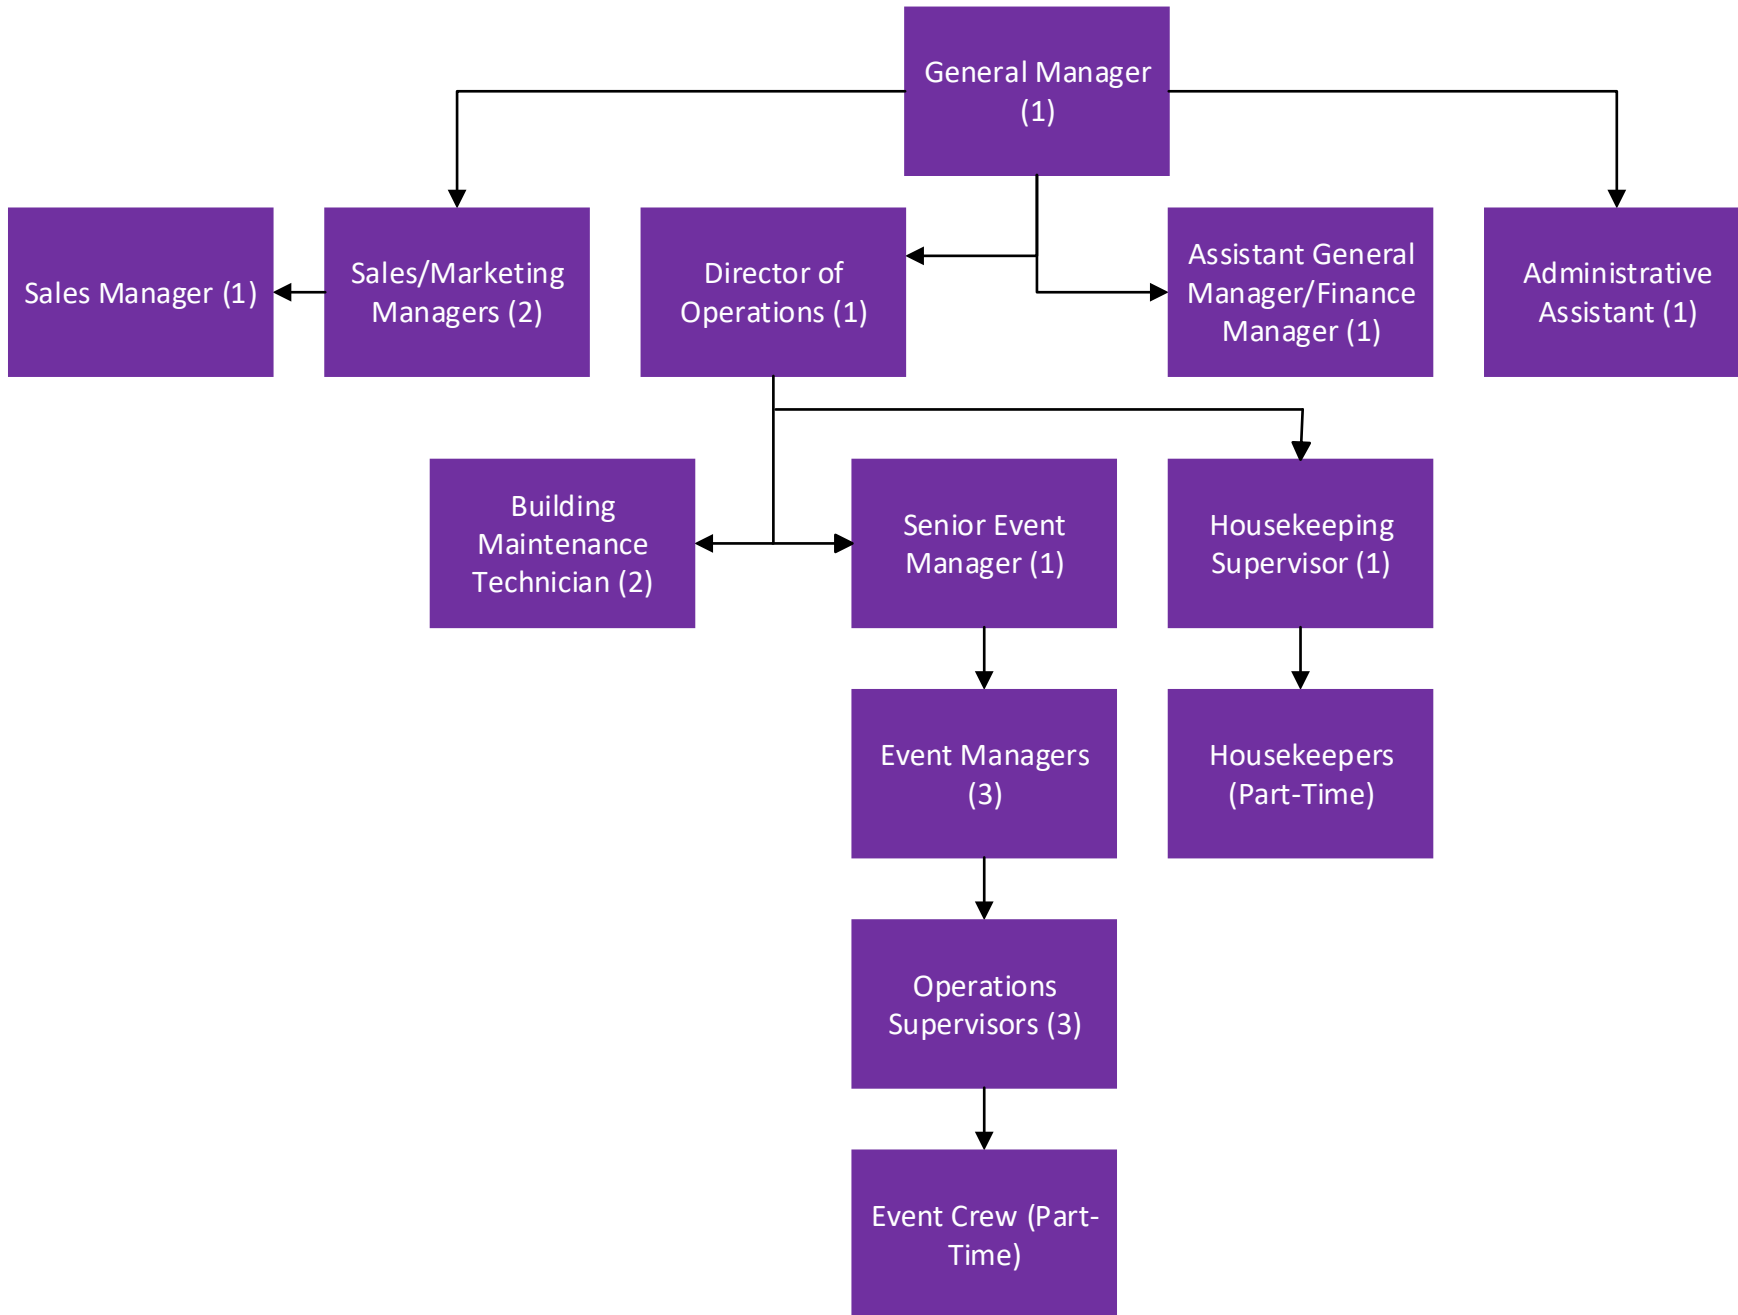 General Manager
(1)
Sales Manager (1)
Sales/Marketing
Managers (2)
Director of
Operations (1)
Assistant General
Manager/Finance
Manager (1)
Administrative
Assistant (1)
Building
Maintenance
Technician (2)
Senior Event
Manager (1)
Housekeeping
Supervisor (1)
Event Managers
(3)
Housekeepers
(Part-Time)
Operations
Supervisors (3)
Event Crew (Part-
Time)